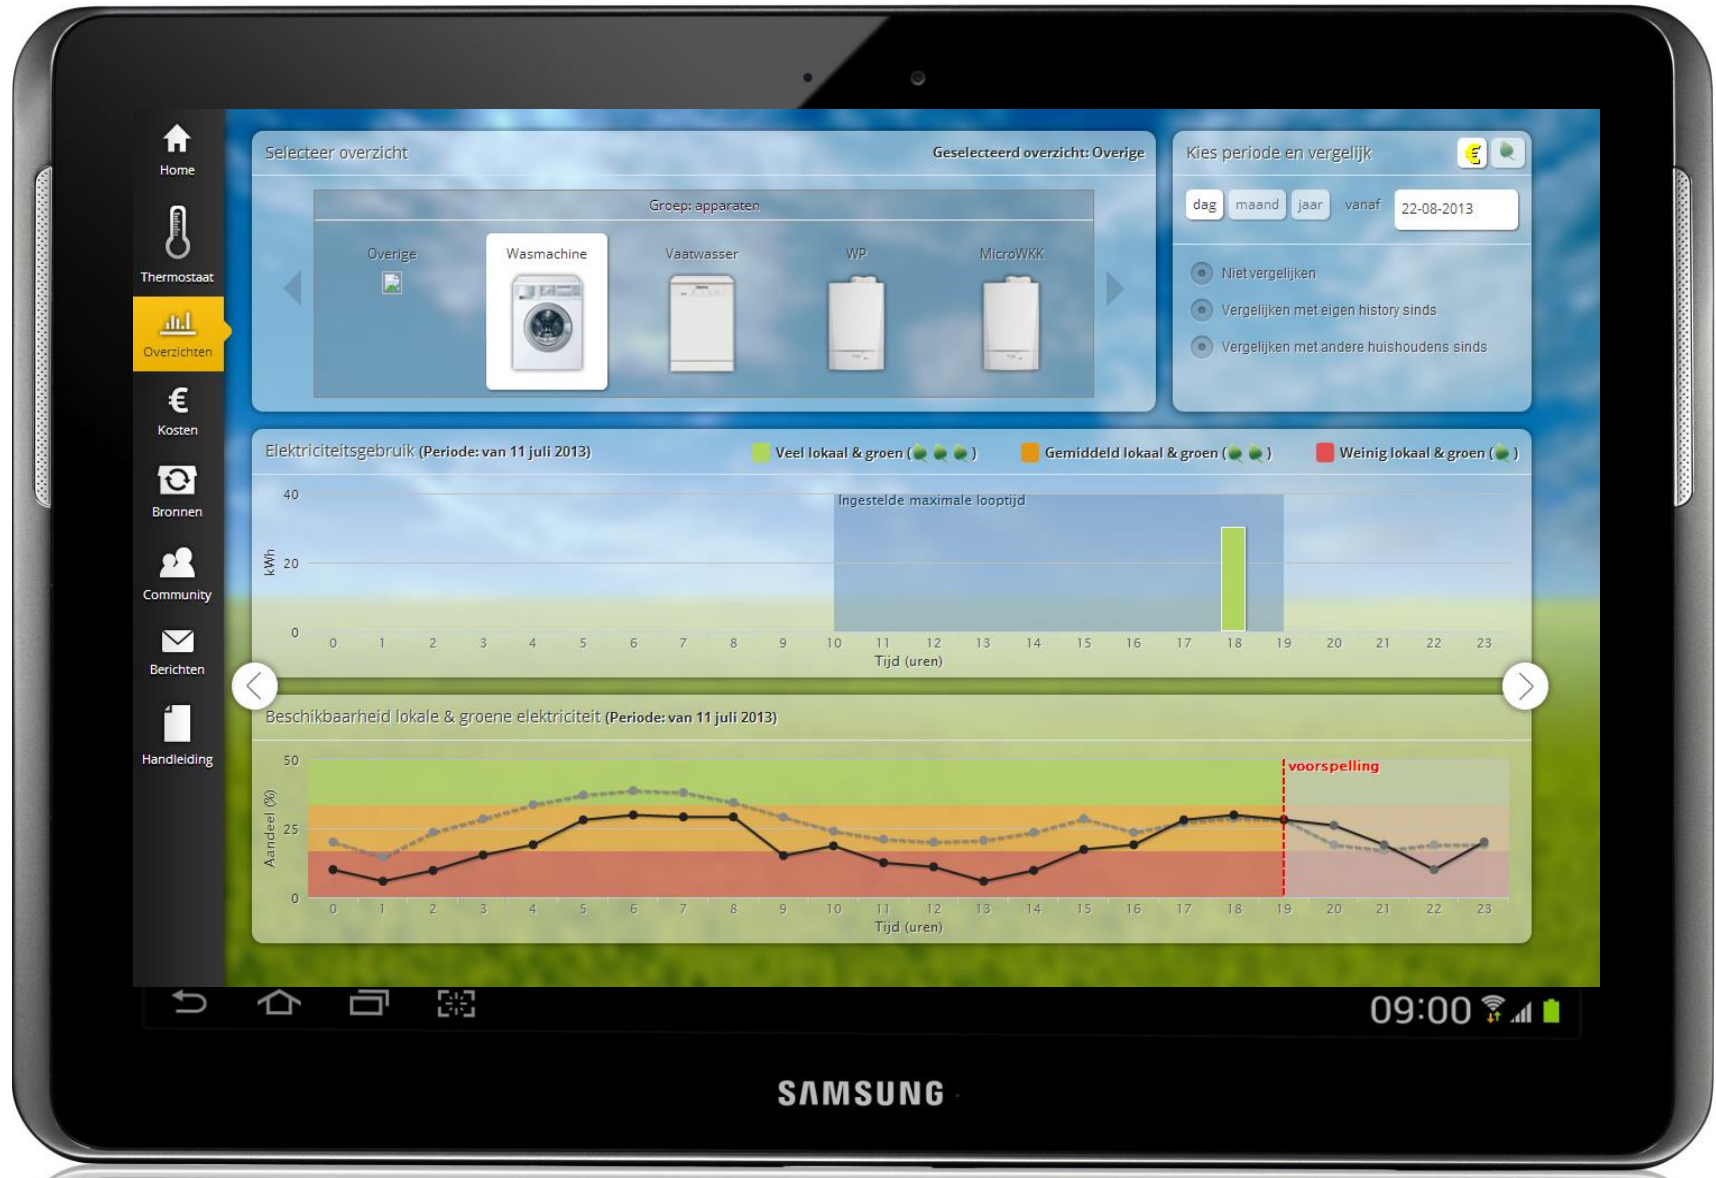 Home
Thermostaat
Overzichten
€
Kosten
Bronnen
Community
Berichten
Handleiding
Selecteer overzicht
Geselecteerd overzicht: Overige
Groep: apparaten
Overige
Wasmachine
Vaatwasser
WP
MicroWKK
Kies periode en vergelijk
€
dag maand jaar vanaf 22-08-2013
Niet vergelijken
Vergelijken met eigen history sinds
Vergelijken met andere huishoudens sinds
Elektriciteitsgebruik (Periode: van 11 juli 2013)
Veel lokaal & groen ( )
Gemiddeld lokaal & groen ( )
Weinig lokaal & groen ( )
Ingestelde maximale looptijd
40
20
0
kWh
0 1 2 3 4 5 6 7 8 9 10 11 12 13 14 15 16 17 18 19 20 21 22 23
Tijd (uren)
Beschikbaarheid lokale & groene elektriciteit (Periode: van 11 juli 2013)
voorspelling
50
25
0
Aandeel (%)
0 1 2 3 4 5 6 7 8 9 10 11 12 13 14 15 16 17 18 19 20 21 22 23
Tijd (uren)
09:00
SAMSUNG